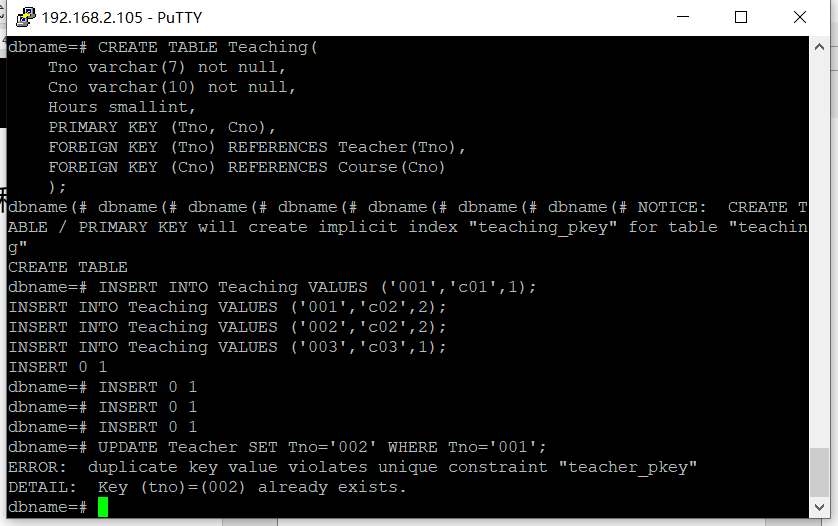 192.168.2.105 - PuTTY
dbname=# CREATE TABLE Teaching(
    Tno varchar(7) not null,
    Cno varchar(10) not null,
    Hours smallint,
    PRIMARY KEY (Tno, Cno),
    FOREIGN KEY (Tno) REFERENCES Teacher(Tno),
    FOREIGN KEY (Cno) REFERENCES Course(Cno)
    );
dbname(# dbname(# dbname(# dbname(# dbname(# dbname(# dbname(# NOTICE:  CREATE T
ABLE / PRIMARY KEY will create implicit index "teaching_pkey" for table "teachin
g"
CREATE TABLE
dbname=# INSERT INTO Teaching VALUES ('001','c01',1);
INSERT INTO Teaching VALUES ('001','c02',2);
INSERT INTO Teaching VALUES ('002','c02',2);
INSERT INTO Teaching VALUES ('003','c03',1);
INSERT 0 1
dbname=# INSERT 0 1
dbname=# INSERT 0 1
dbname=# INSERT 0 1
dbname=# UPDATE Teacher SET Tno='002' WHERE Tno='001';
ERROR:  duplicate key value violates unique constraint "teacher_pkey"
DETAIL:  Key (tno)=(002) already exists.
dbname=#